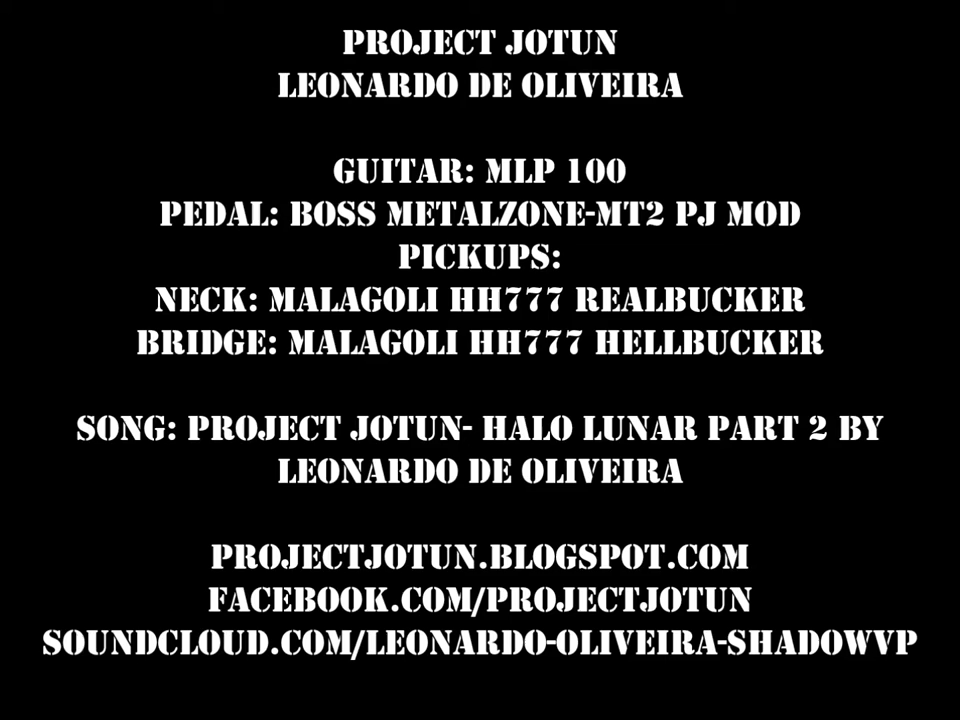 PROJECT JOTUN
LEONARDO DE OLIVEIRA
GUITAR: MLP 100
PEDAL: BOSS METALZONE-MT2 PJ MOD
PICKUPS:
NECK: MALAGOLI HH777 REALBUCKER
BRIDGE: MALAGOLI HH777 HELLBUCKER
SONG: PROJECT JOTUN- HALO LUNAR PART 2 BY
LEONARDO DE OLIVEIRA
PROJECTJOTUN.BLOGSPOT.COM
FACEBOOK.COM/PROJECTJOTUN
SOUNDCLOUD.COM/LEONARDO-OLIVEIRA-SHADOWVP